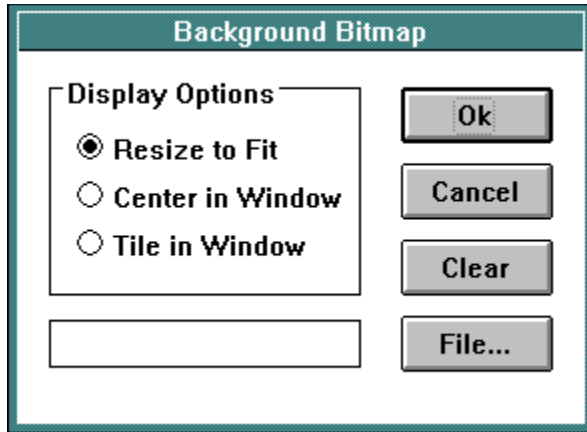 Background Bitmap
Display Options
Resize to Fit
Center in Window
Tile in Window
Ok
Cancel
Clear
File...